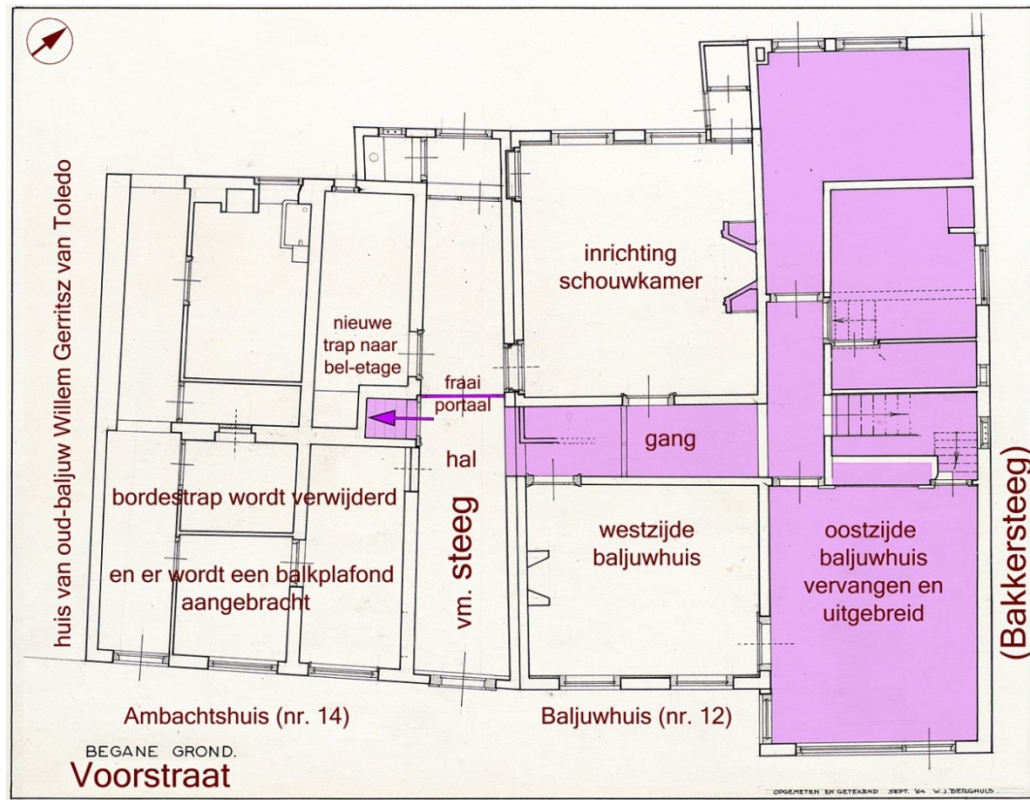 huis van oud-baljuw Willem Gerritsz van Toledo
inrichting
schouwkamer
nieuwe
trap naar
bel-etage
fraai
portaal
hal
gang
vm. steeg
bordestrap wordt verwijderd
en er wordt een balkplafond
aangebracht
westzijde
baljuwhuis
oostzijde
baljuwhuis
vervangen en
uitgebreid
(Bakkersteeg)
Ambachtshuis (nr. 14)
Baljuwhuis (nr. 12)
BEGANE GROND.
Voorstraat
OPGEMETEN EN GETEKEND SEPT. '64 W.J. BERGHUIS.